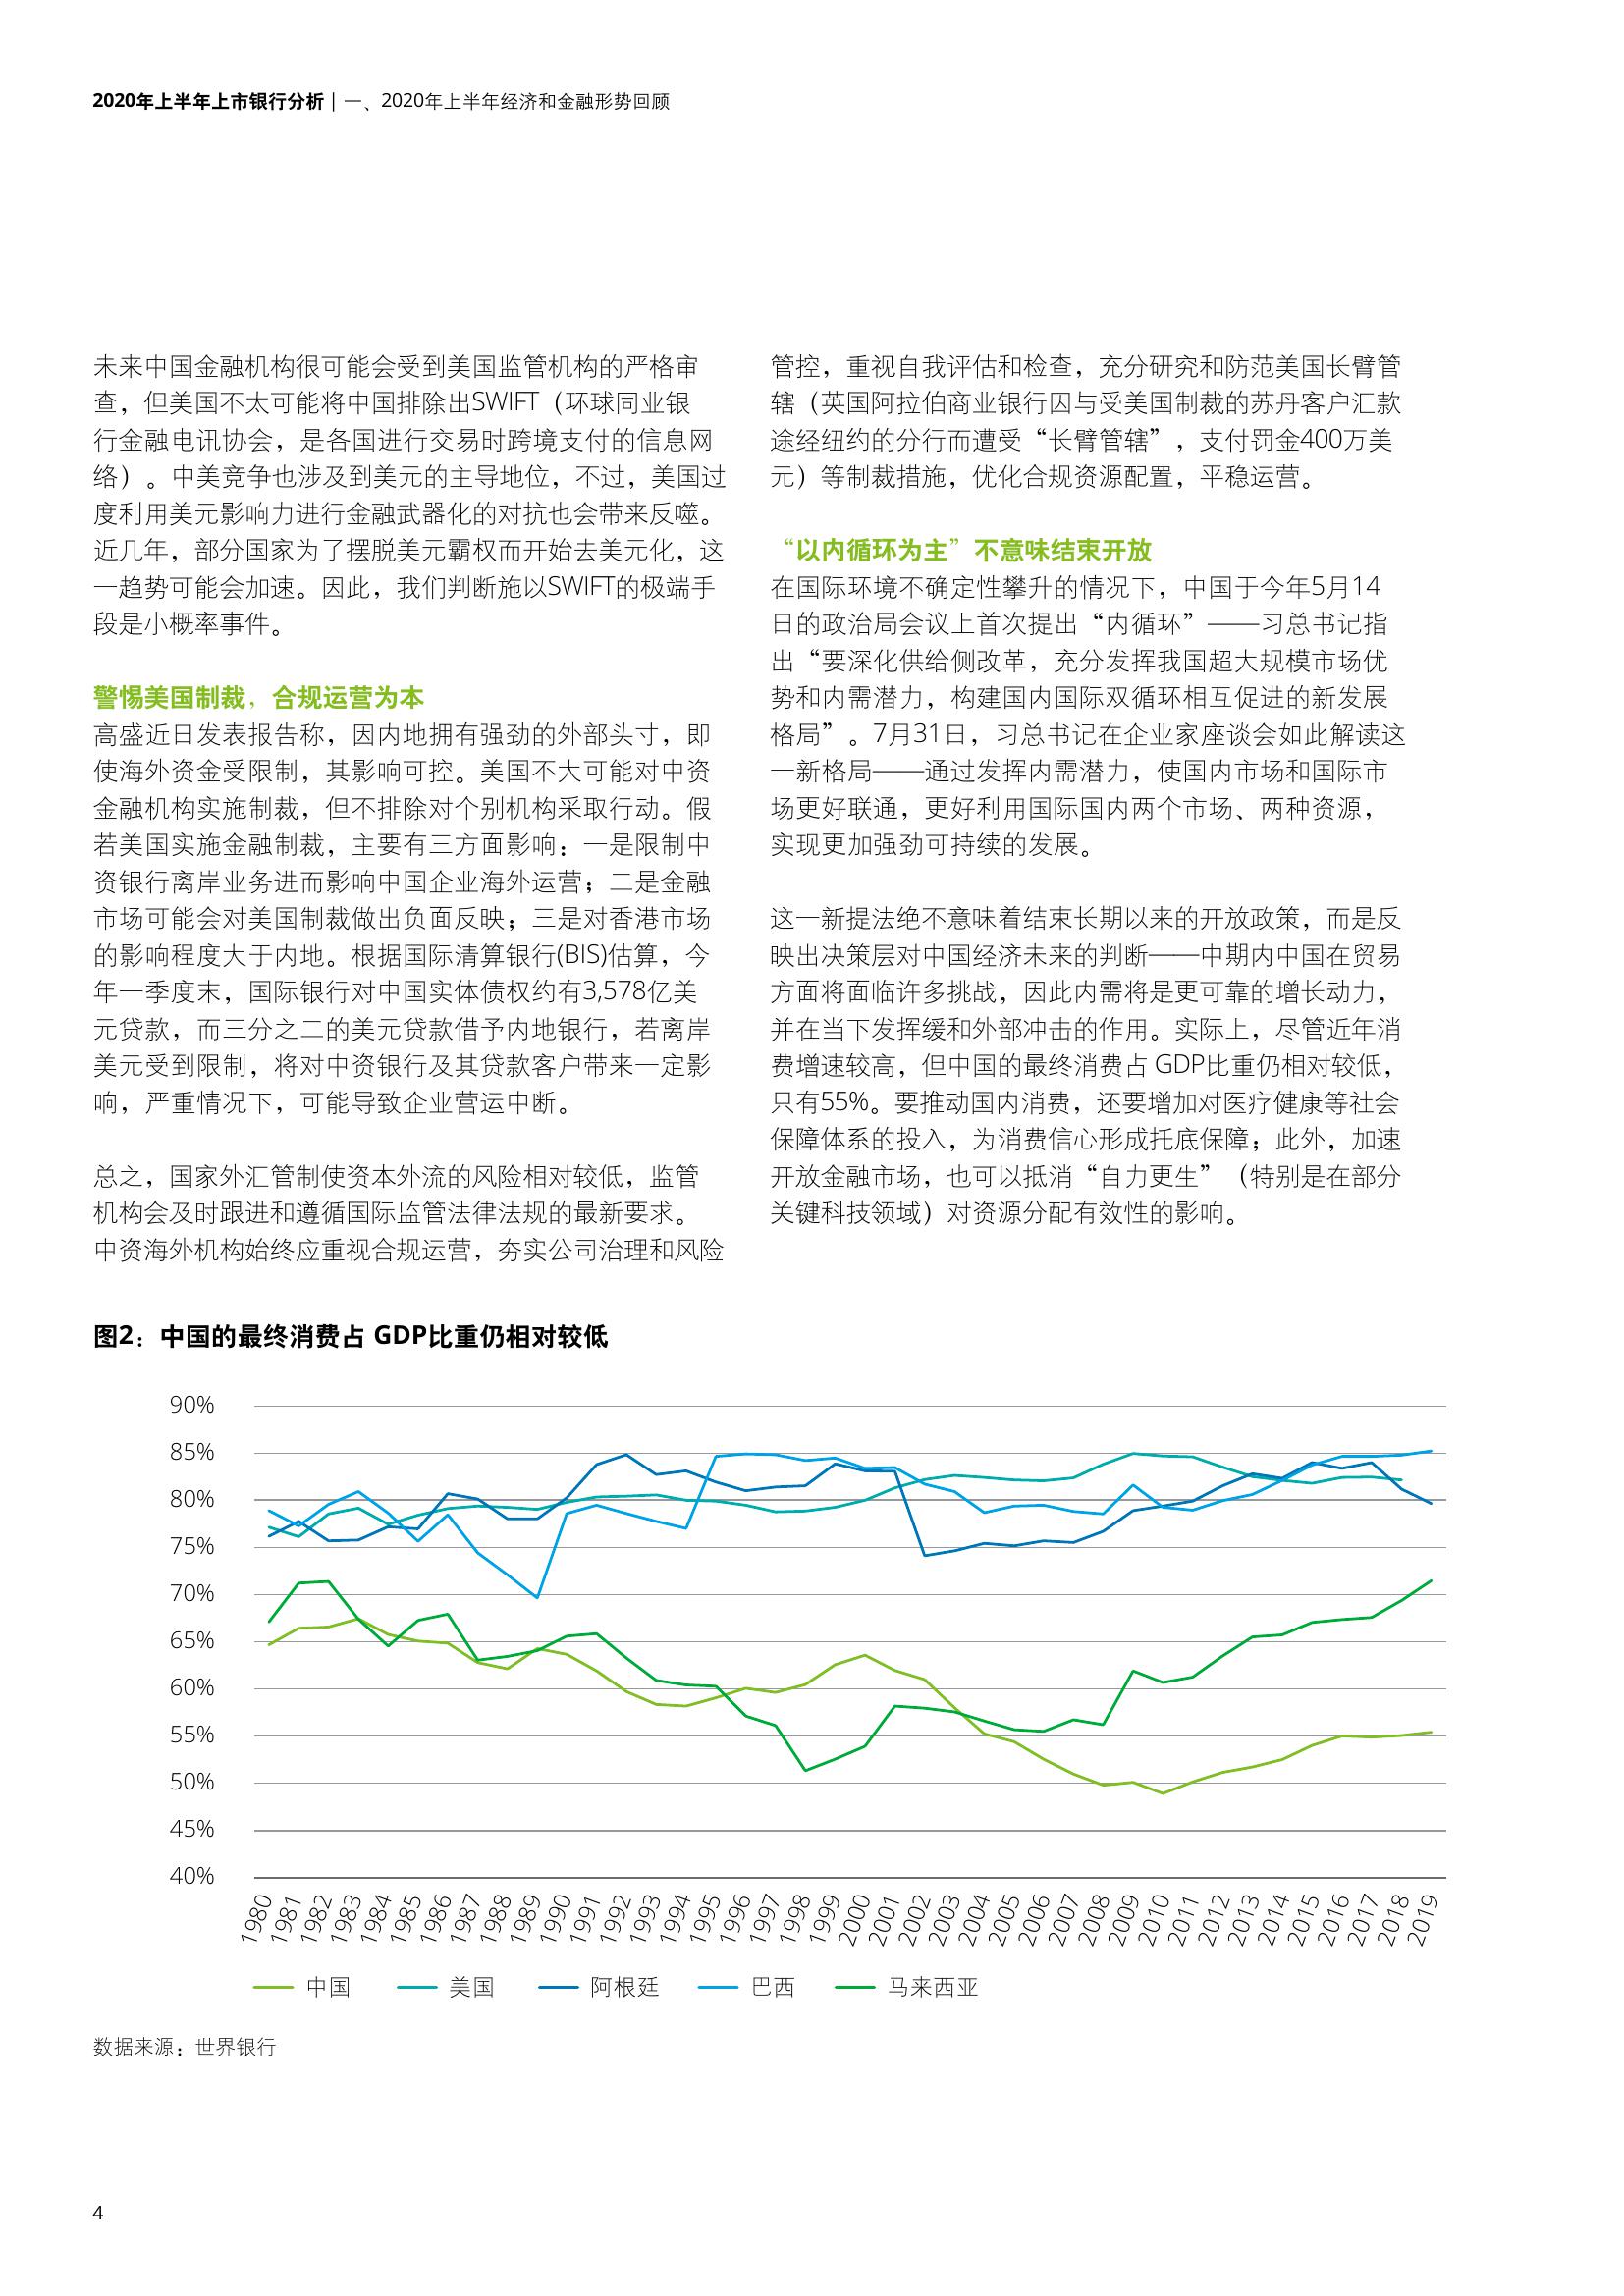 2020年上半年上市银行分析 | 一、2020年上半年经济和金融形势回顾
未来中国金融机构很可能会受到美国监管机构的严格审
查，但美国不太可能将中国排除出SWIFT（环球同业银
行金融电讯协会，是各国进行交易时跨境支付的信息网
络）。中美竞争也涉及到美元的主导地位，不过，美国过
度利用美元影响力进行金融武器化的对抗也会带来反噬。
近几年，部分国家为了摆脱美元霸权而开始去美元化，这
一趋势可能会加速。因此，我们判断施以SWIFT的极端手
段是小概率事件。
警惕美国制裁，合规运营为本
高盛近日发表报告称，因内地拥有强劲的外部头寸，即
使海外资金受限制，其影响可控。美国不大可能对中资
金融机构实施制裁，但不排除对个别机构采取行动。假
若美国实施金融制裁，主要有三方面影响：一是限制中
资银行离岸业务进而影响中国企业海外运营；二是金融
市场可能会对美国制裁做出负面反映；三是对香港市场
的影响程度大于内地。根据国际清算银行(BIS)估算，今
年一季度末，国际银行对中国实体债权约有3,578亿美
元贷款，而三分之二的美元贷款借予内地银行，若离岸
美元受到限制，将对中资银行及其贷款客户带来一定影
响，严重情况下，可能导致企业营运中断。
总之，国家外汇管制使资本外流的风险相对较低，监管
机构会及时跟进和遵循国际监管法律法规的最新要求。
中资海外机构始终应重视合规运营，夯实公司治理和风险
管控，重视自我评估和检查，充分研究和防范美国长臂管
辖（英国阿拉伯商业银行因与受美国制裁的苏丹客户汇款
途经纽约的分行而遭受“长臂管辖”，支付罚金400万美
元）等制裁措施，优化合规资源配置，平稳运营。
“以内循环为主”不意味结束开放
在国际环境不确定性攀升的情况下，中国于今年5月14
日的政治局会议上首次提出“内循环”——习总书记指
出“要深化供给侧改革，充分发挥我国超大规模市场优
势和内需潜力，构建国内国际双循环相互促进的新发展
格局”。7月31日，习总书记在企业家座谈会如此解读这
一新格局——通过发挥内需潜力，使国内市场和国际市
场更好联通，更好利用国际国内两个市场、两种资源，
实现更加强劲可持续的发展。
这一新提法绝不意味着结束长期以来的开放政策，而是反
映出决策层对中国经济未来的判断——中期内中国在贸易
方面将面临许多挑战，因此内需将是更可靠的增长动力，
并在当下发挥缓和外部冲击的作用。实际上，尽管近年消
费增速较高，但中国的最终消费占 GDP比重仍相对较低，
只有55%。要推动国内消费，还要增加对医疗健康等社会
保障体系的投入，为消费信心形成托底保障；此外，加速
开放金融市场，也可以抵消“自力更生”（特别是在部分
关键科技领域）对资源分配有效性的影响。
图2：中国的最终消费占 GDP比重仍相对较低
90%
85%
80%
75%
70%
65%
60%
55%
50%
45%
40%
1980 1981 1982 1983 1984 1985 1986 1987 1988 1989 1990 1991 1992 1993 1994 1995 1996 1997 1998 1999 2000 2001 2002 2003 2004 2005 2006 2007 2008 2009 2010 2011 2012 2013 2014 2015 2016 2017 2018 2019
中国 美国 阿根廷 巴西 马来西亚
数据来源：世界银行
4